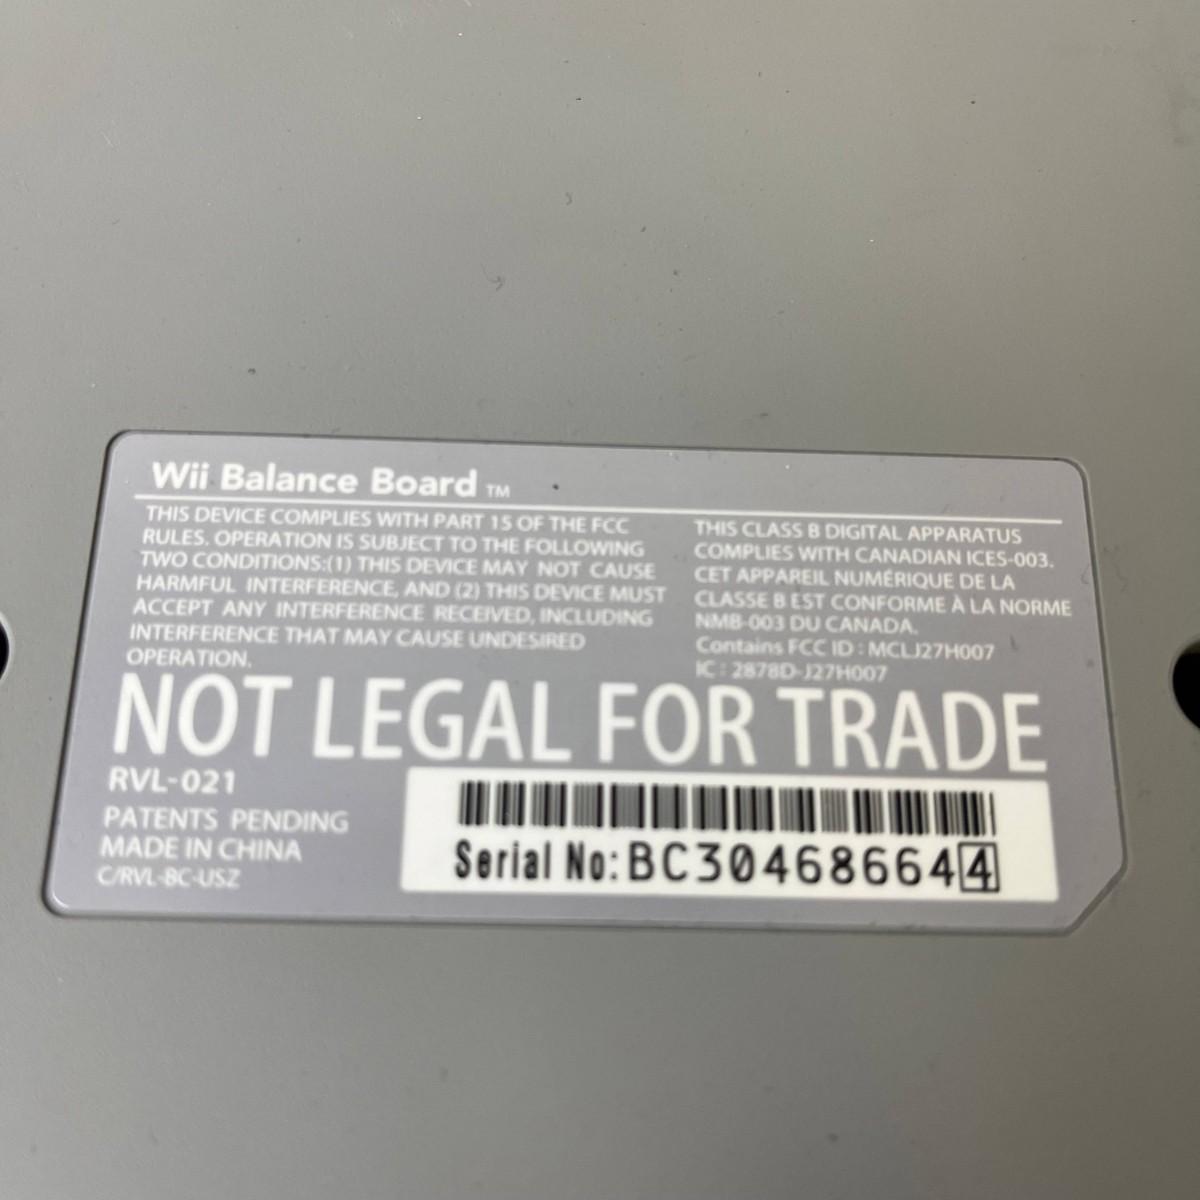 Wii Balance Board ™
THIS DEVICE COMPLIES WITH PART 15 OF THE FCC
RULES. OPERATION IS SUBJECT TO THE FOLLOWING
TWO CONDITIONS:(1) THIS DEVICE MAY NOT CAUSE
HARMFUL INTERFERENCE, AND (2) THIS DEVICE MUST
ACCEPT ANY INTERFERENCE RECEIVED, INCLUDING
INTERFERENCE THAT MAY CAUSE UNDESIRED
OPERATION.
THIS CLASS B DIGITAL APPARATUS
COMPLIES WITH CANADIAN ICES-003.
CET APPAREIL NUMÉRIQUE DE LA
CLASSE B EST CONFORME À LA NORME
NMB-003 DU CANADA.
Contains FCC ID : MCLJ27H007
IC : 2878D-J27H007
NOT LEGAL FOR TRADE
RVL-021
PATENTS PENDING
MADE IN CHINA
C/RVL-BC-USZ
Serial No:BC304686644